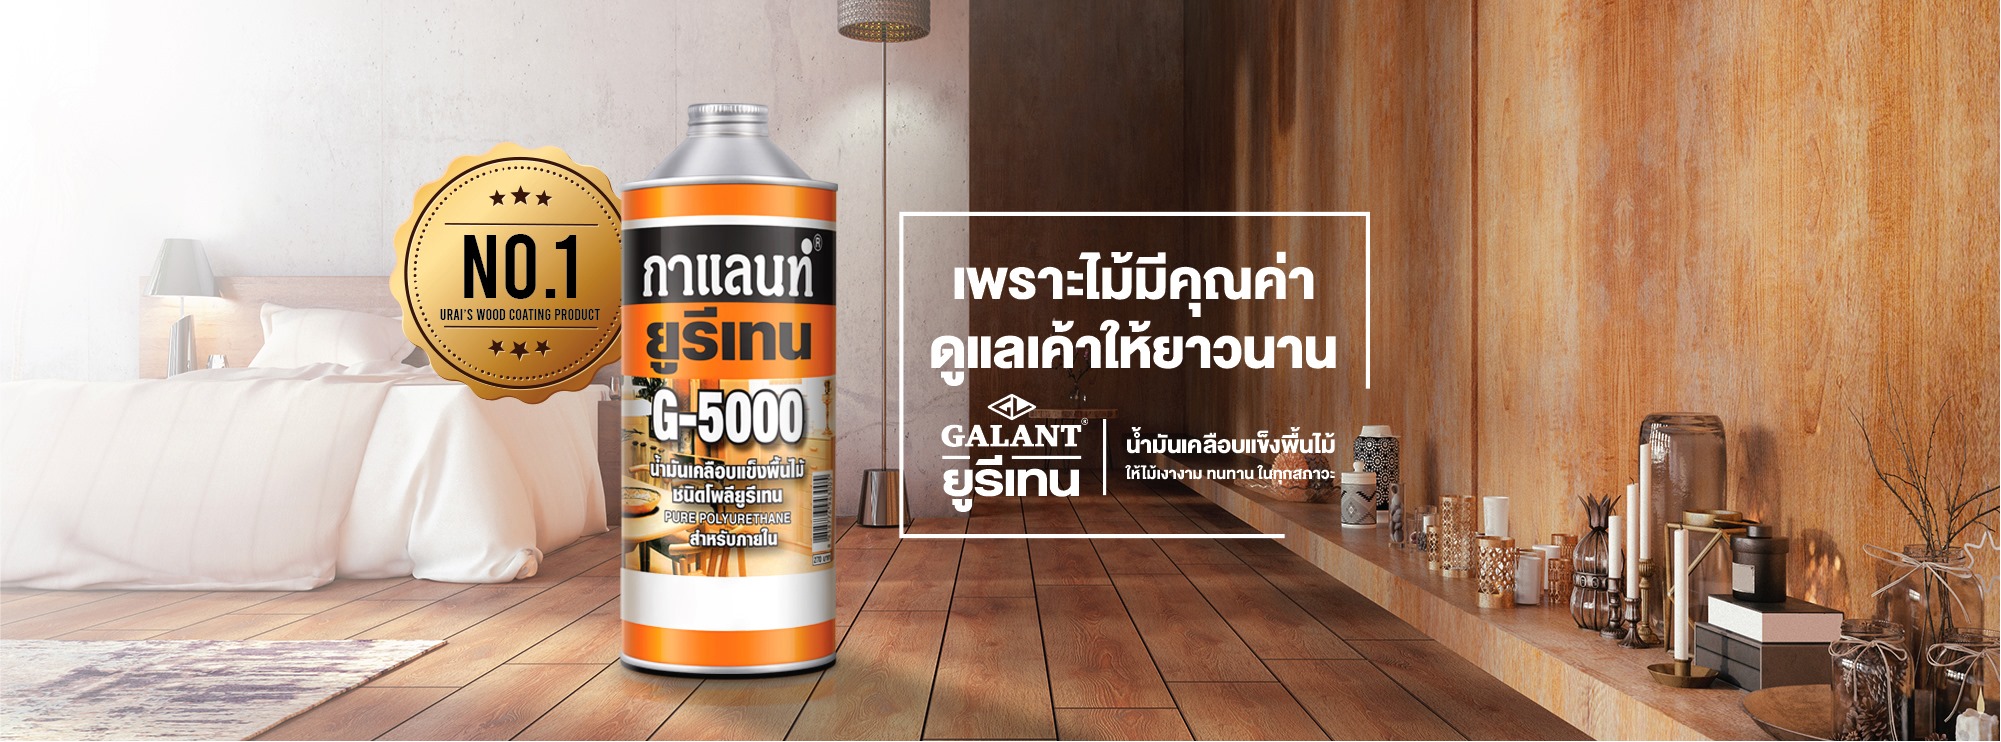 NO.1
URAI'S WOOD COATING PRODUCT
กาแลนท์®
ยูรีเทน
G-5000
น้ำมันเคลือบแข็งพื้นไม้
ชนิดโพลียูรีเทน
PURE POLYURETHANE
สำหรับภายใน
เพราะไม้มีคุณค่า
ดูแลเค้าให้ยาวนาน
GL
GALANT®
ยูรีเทน
น้ำมันเคลือบแข็งพื้นไม้
ให้ไม้เงางาม ทนทาน ในทุกสภาวะ